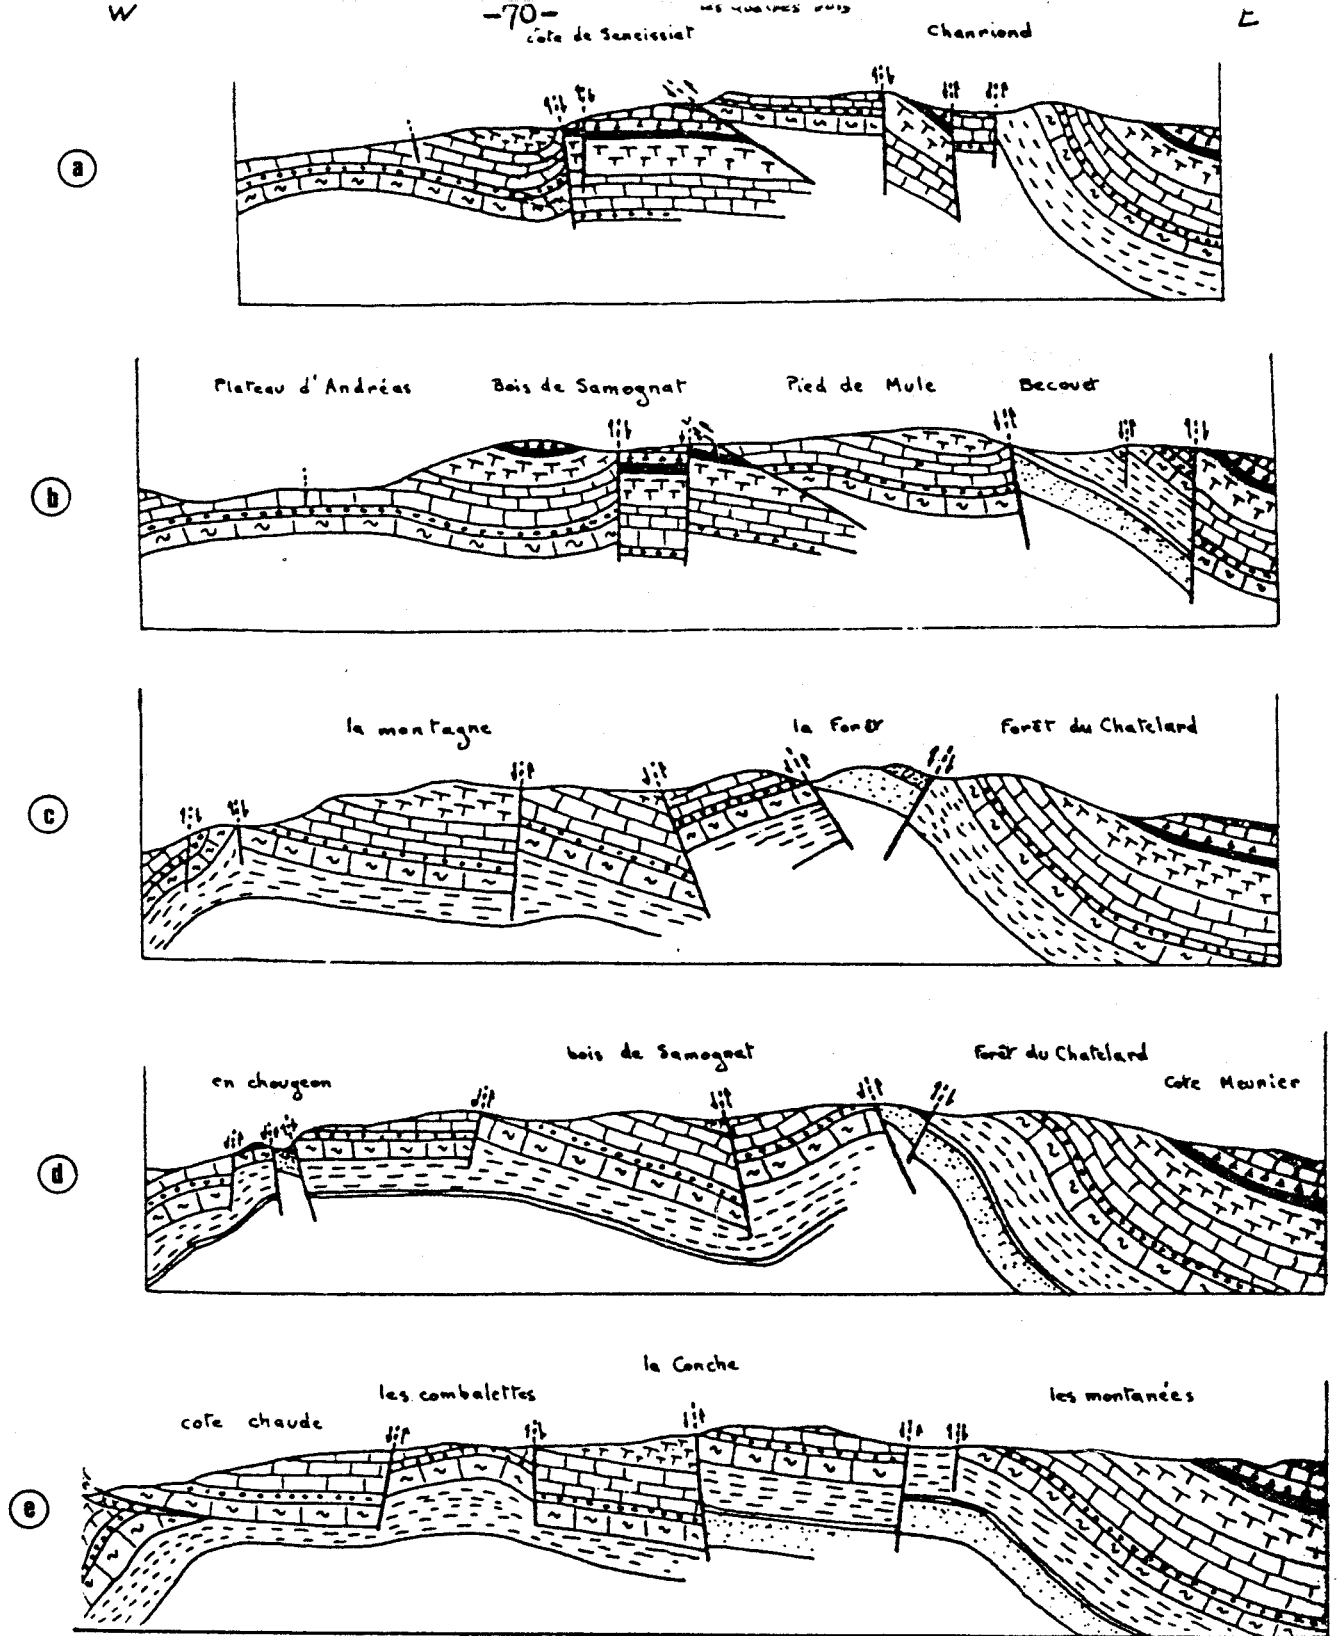 W
-70-
E
Côte de Seneissiat
Chanriond
a
Plateau d'Andréas
Bois de Samognat
Pied de Mule
Becouet
b
la montagne
la Forêt
Forêt du Chatelard
c
bois de Samognat
Forêt du Chatelard
en chougeon
Cote Meunier
d
la Conche
les combalettes
les montanées
cote chaude
e